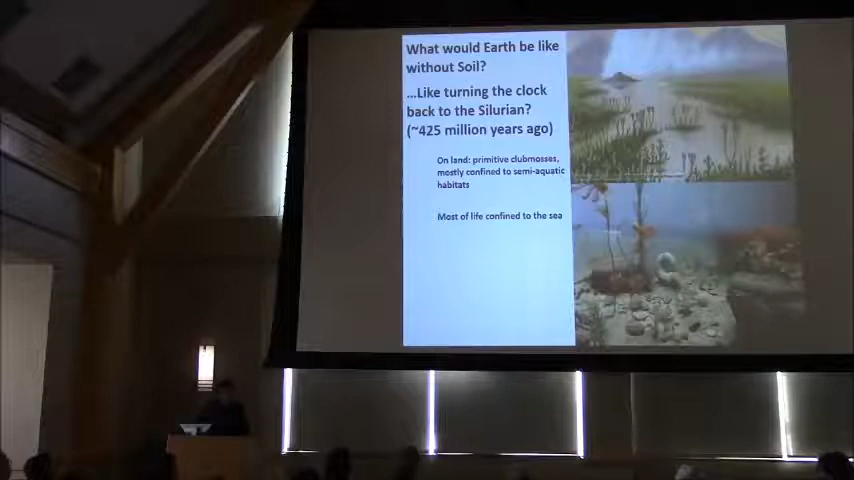 What would Earth be like
without Soil?
...Like turning the clock
back to the Silurian?
(~425 million years ago)
On land: primitive clubmosses,
mostly confined to semi-aquatic
habitats
Most of life confined to the sea